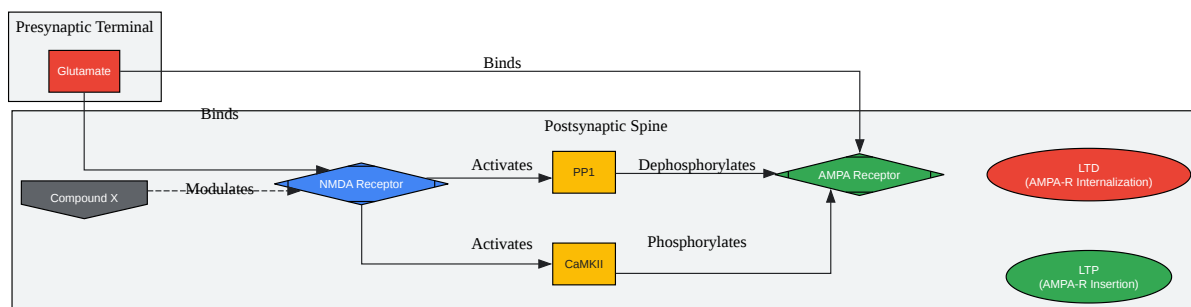 Presynaptic Terminal
Glutamate
Binds
Binds
Postsynaptic Spine
Compound X
Modulates
NMDA Receptor
Activates
PP1
Dephosphorylates
AMPA Receptor
LTD
(AMPA-R Internalization)
Activates
CaMKII
Phosphorylates
LTP
(AMPA-R Insertion)